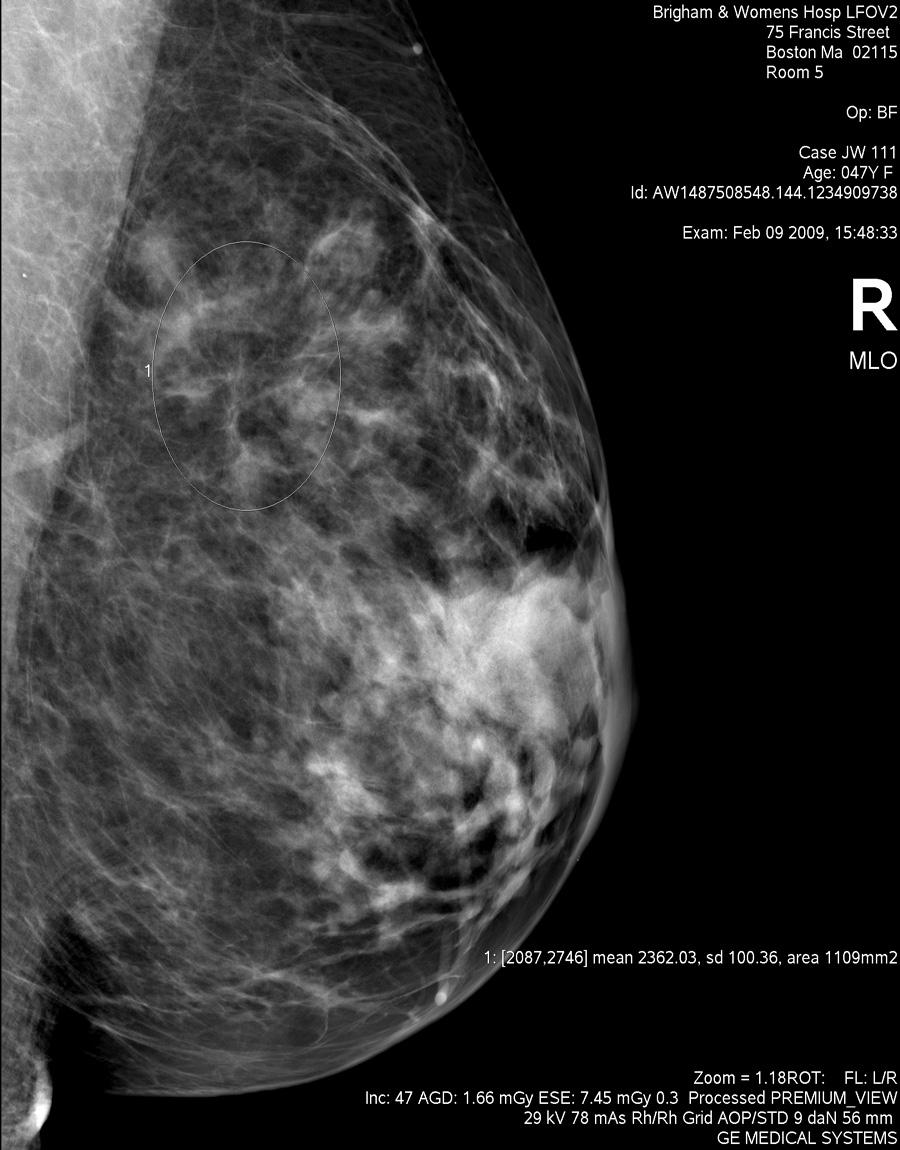 Brigham & Womens Hosp LFOV2
75 Francis Street
Boston Ma 02115
Room 5
Op: BF
Case JW 111
Age: 047Y F
Id: AW1487508548.144.1234909738
Exam: Feb 09 2009, 15:48:33
R
MLO
1
1: [2087,2746] mean 2362.03, sd 100.36, area 1109mm2
Zoom = 1.18ROT: FL: L/R
Inc: 47 AGD: 1.66 mGy ESE: 7.45 mGy 0.3 Processed PREMIUM_VIEW
29 kV 78 mAs Rh/Rh Grid AOP/STD 9 daN 56 mm
GE MEDICAL SYSTEMS